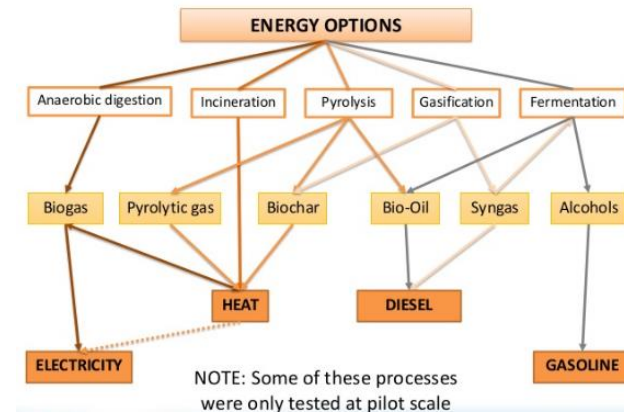 ENERGY OPTIONS
Anaerobic digestion
Incineration
Pyrolysis
Gasification
Fermentation
Biogas
Pyrolytic gas
Biochar
Bio-Oil
Syngas
Alcohols
HEAT
DIESEL
ELECTRICITY
GASOLINE
NOTE: Some of these processes
were only tested at pilot scale